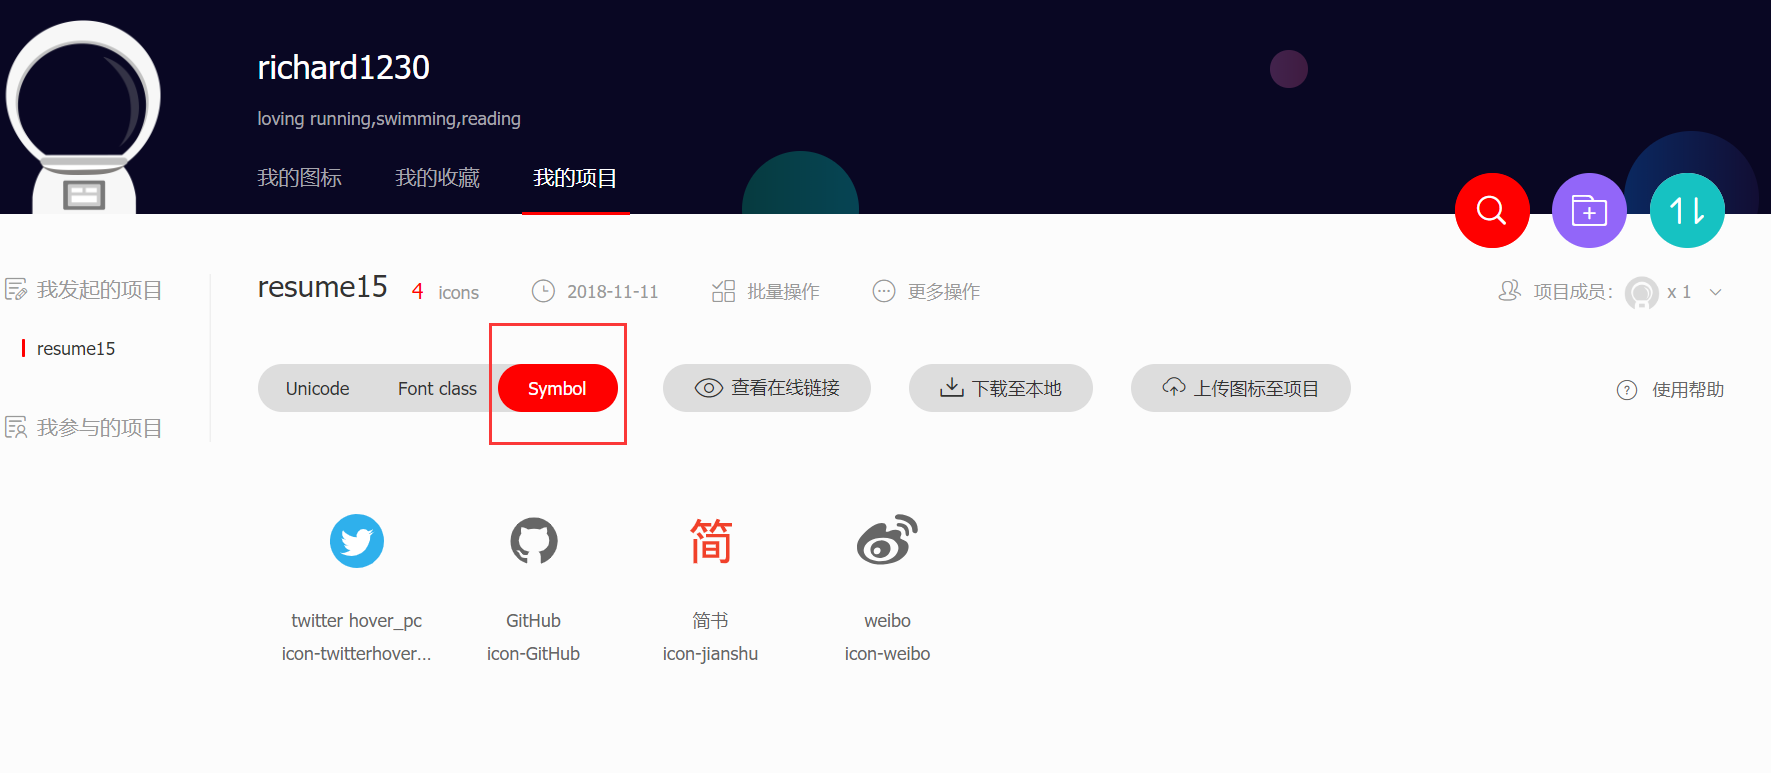 richard1230
loving running,swimming,reading
我的图标 我的收藏 我的项目
我发起的项目
resume15
我参与的项目
resume15 4 icons 2018-11-11 批量操作 更多操作 项目成员: x 1
Unicode Font class Symbol 查看在线链接 下载至本地 上传图标至项目 使用帮助
简
twitter hover_pc GitHub 简书 weibo
icon-twitterhover... icon-GitHub icon-jianshu icon-weibo